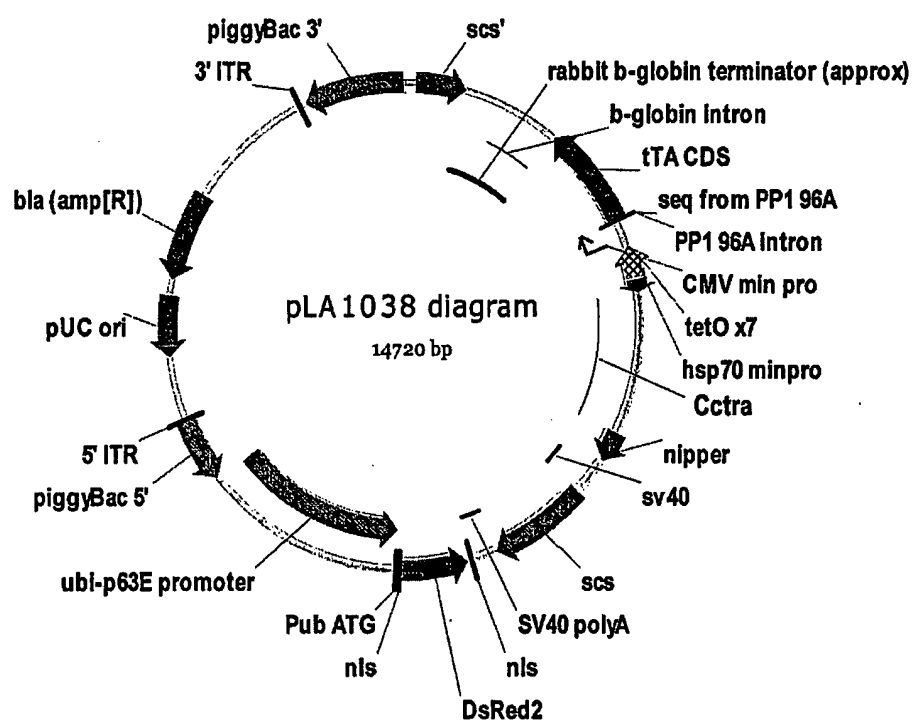 piggyBac 3'
scs'
3' ITR
rabbit b-globin terminator (approx)
b-globin intron
tTA CDS
bla (amp[R])
seq from PP1 96A
PP1 96A intron
CMV min pro
pLA1038 diagram
pUC ori
tetO x7
14720 bp
hsp70 minpro
Cctra
5' ITR
nipper
piggyBac 5'
sv40
ubi-p63E promoter
scs
Pub ATG
SV40 polyA
nls
nls
DsRed2